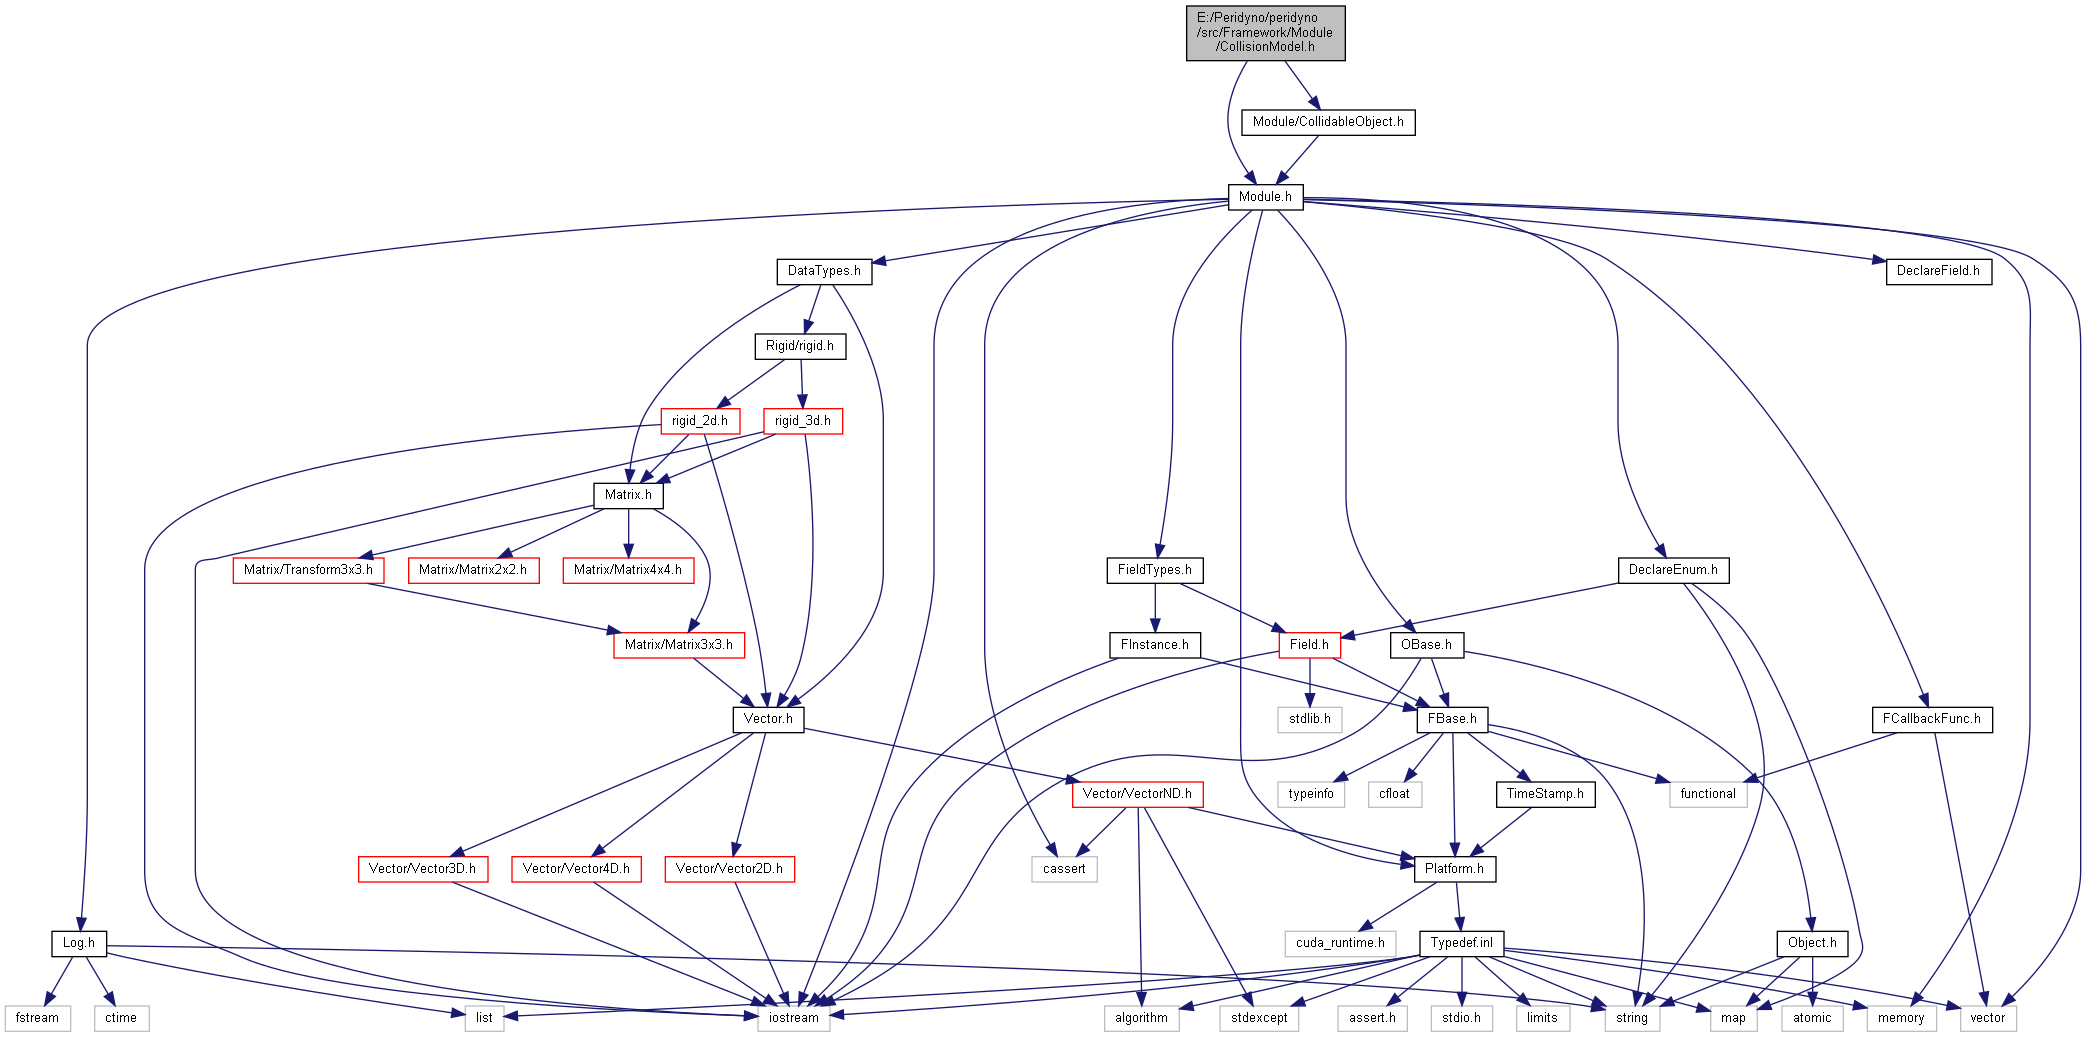 E:/Peridyno/peridyno
/src/Framework/Module
/CollisionModel.h
Module/CollidableObject.h
Module.h
DataTypes.h
DeclareField.h
Rigid/rigid.h
rigid_2d.h
rigid_3d.h
Matrix.h
Matrix/Transform3x3.h
Matrix/Matrix2x2.h
Matrix/Matrix4x4.h
FieldTypes.h
DeclareEnum.h
Matrix/Matrix3x3.h
FInstance.h
Field.h
OBase.h
Vector.h
stdlib.h
FBase.h
FCallbackFunc.h
Vector/VectorND.h
typeinfo
cfloat
TimeStamp.h
functional
Vector/Vector3D.h
Vector/Vector4D.h
Vector/Vector2D.h
cassert
Platform.h
Log.h
cuda_runtime.h
Typedef.inl
Object.h
fstream
ctime
list
iostream
algorithm
stdexcept
assert.h
stdio.h
limits
string
map
atomic
memory
vector